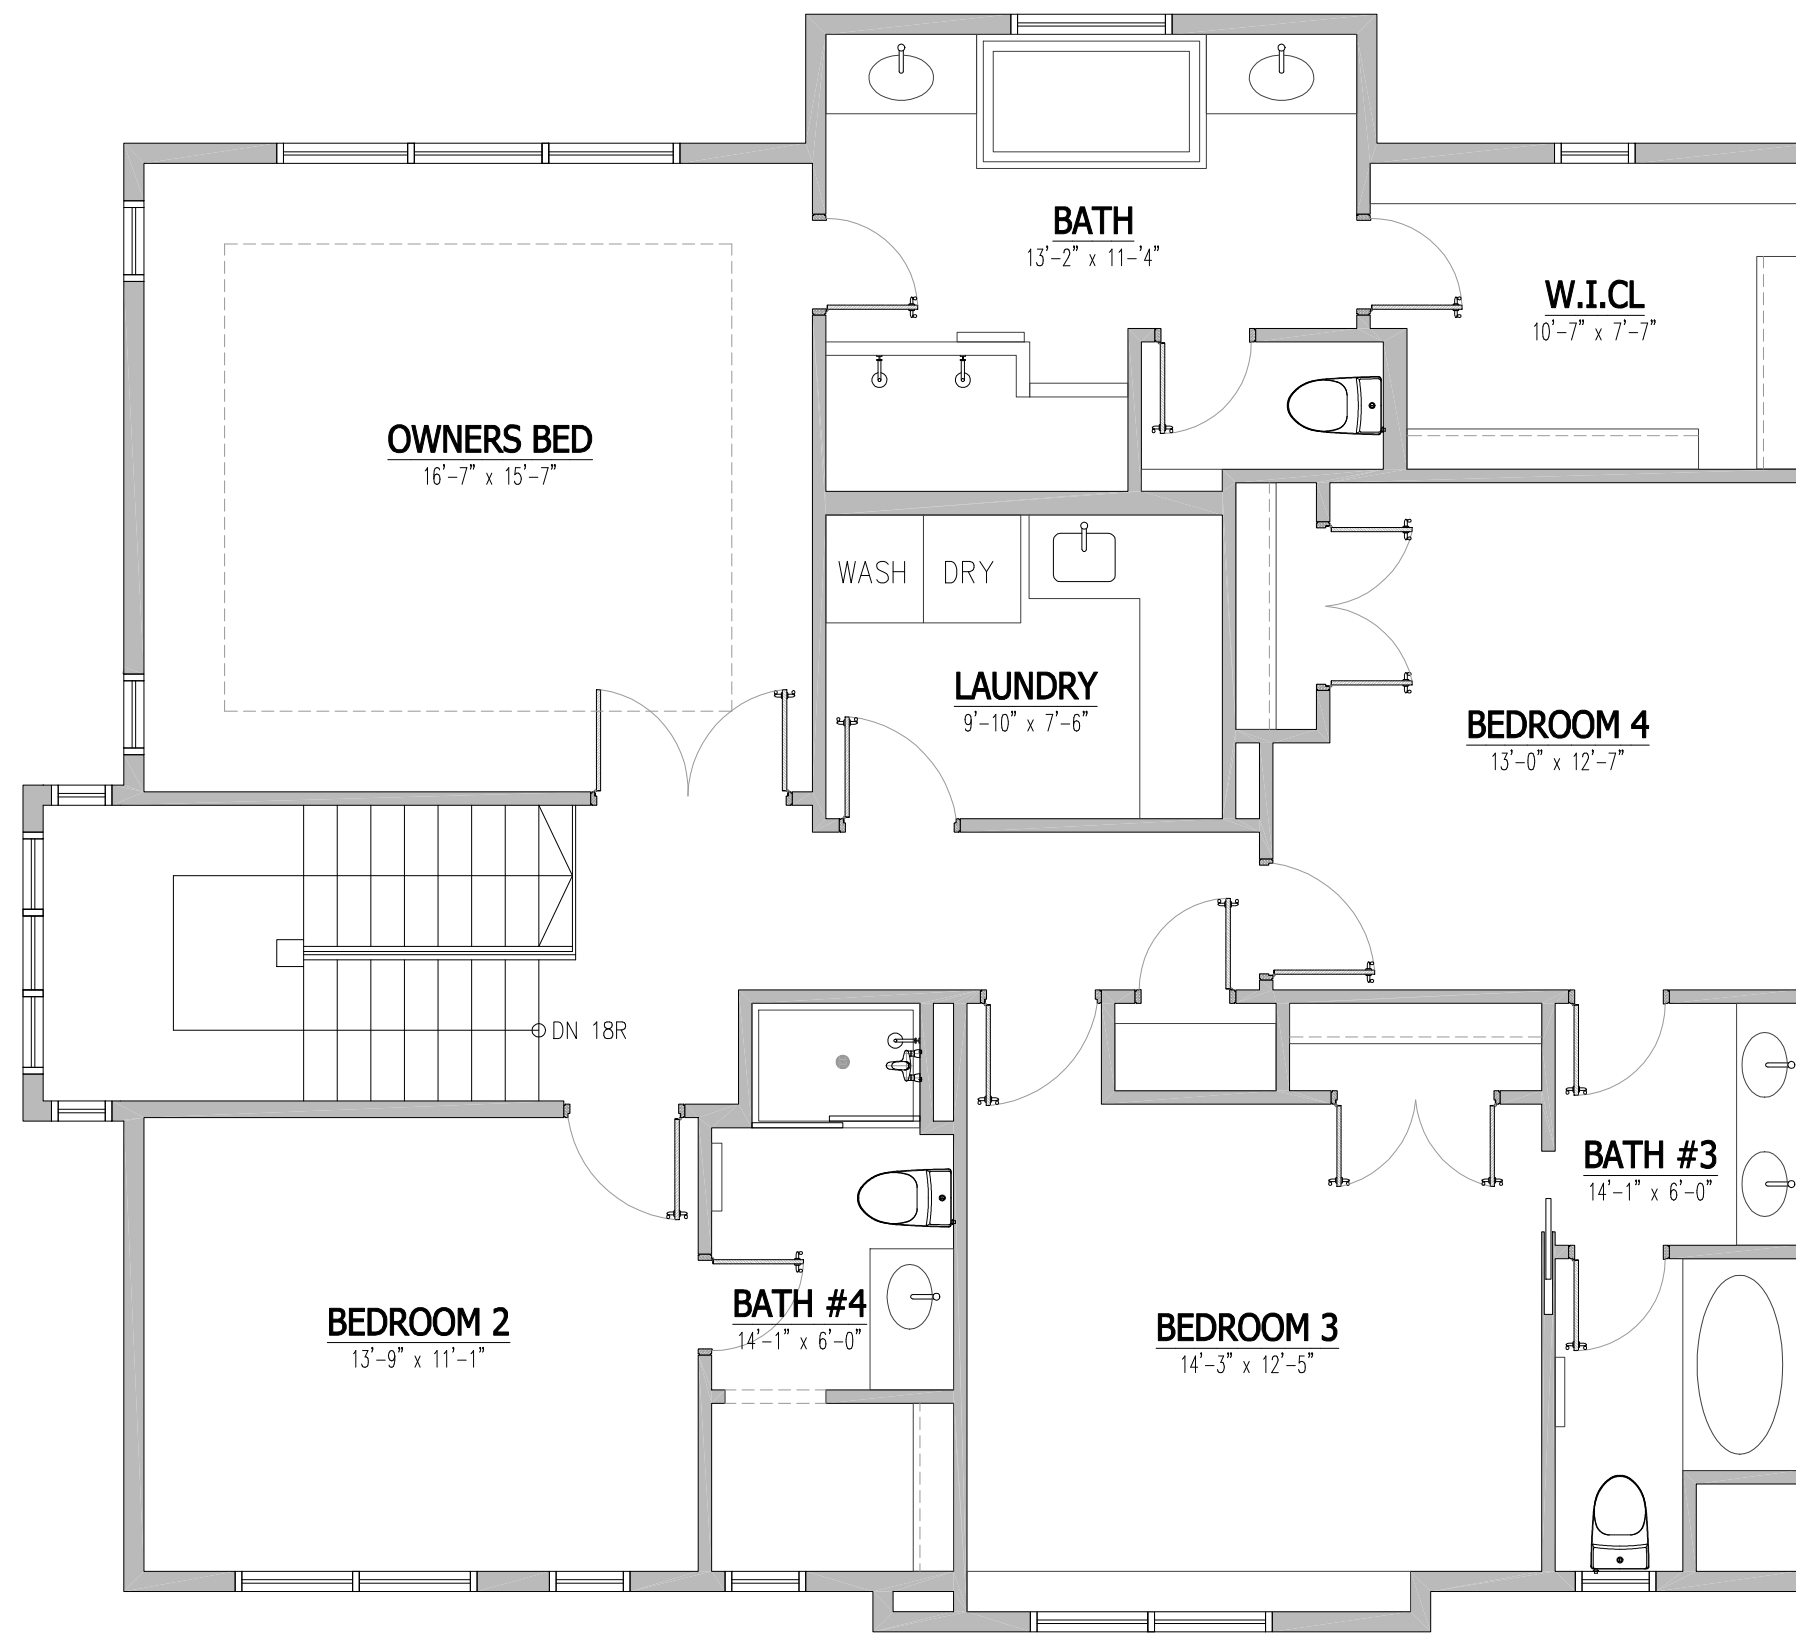 BATH
13'-2" x 11-'4"
W.I.CL
10'-7" x 7'-7"
OWNERS BED
16'-7" x 15'-7"
WASH
DRY
LAUNDRY
9'-10" x 7'-6"
BEDROOM 4
13'-0" x 12'-7"
DN 18R
BATH #3
14'-1" x 6'-0"
BATH #4
14'-1" x 6'-0"
BEDROOM 2
13'-9" x 11'-1"
BEDROOM 3
14'-3" x 12'-5"